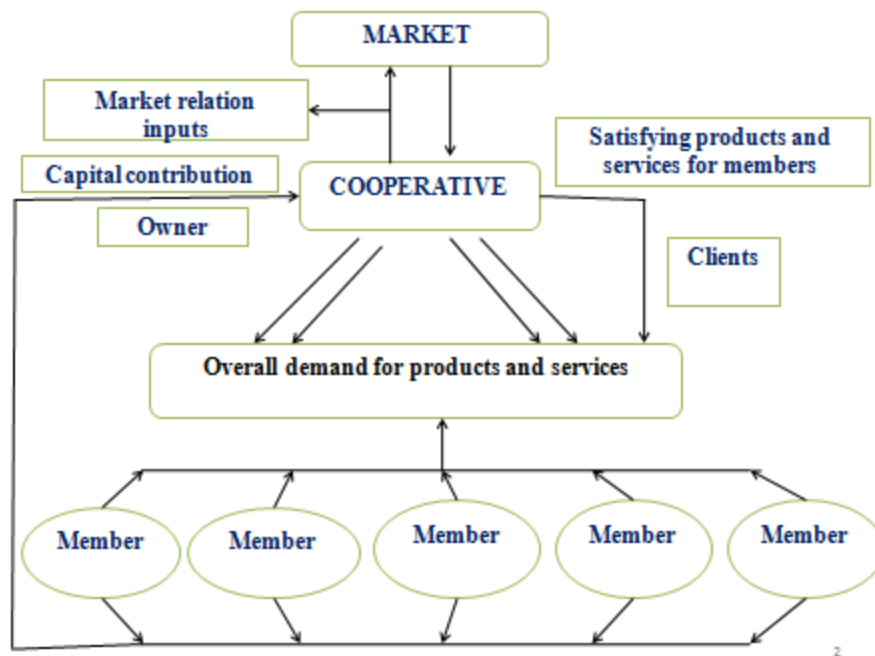 MARKET
Market relation
inputs
Satisfying products and
services for members
Capital contribution
COOPERATIVE
Owner
Clients
Overall demand for products and services
Member
Member
Member
Member
Member
2